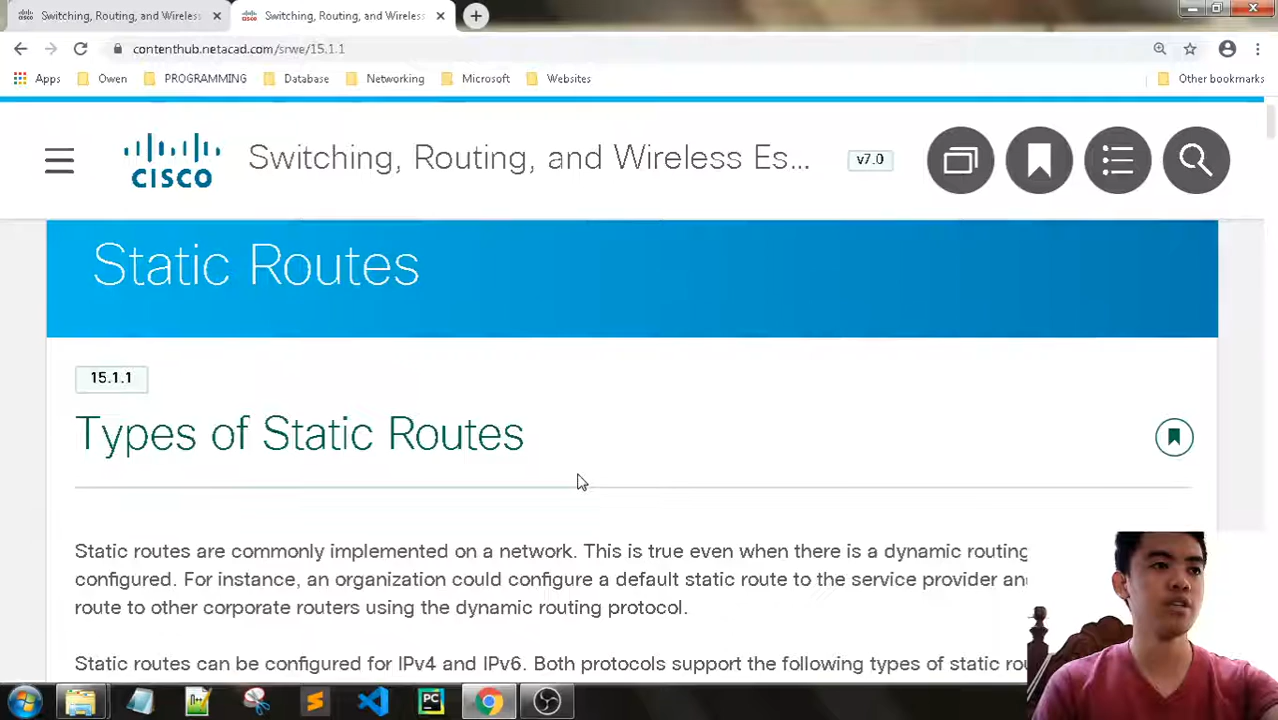 Switching, Routing, and Wireless
Switching, Routing, and Wireless
contenthub.netacad.com/srwe/15.1.1
Apps
Owen
PROGRAMMING
Database
Networking
Microsoft
Websites
Other bookmarks
CISCO
Switching, Routing, and Wireless Es...
v7.0
Static Routes
15.1.1
Types of Static Routes
Static routes are commonly implemented on a network. This is true even when there is a dynamic routing
configured. For instance, an organization could configure a default static route to the service provider an
route to other corporate routers using the dynamic routing protocol.
Static routes can be configured for IPv4 and IPv6. Both protocols support the following types of static
PC